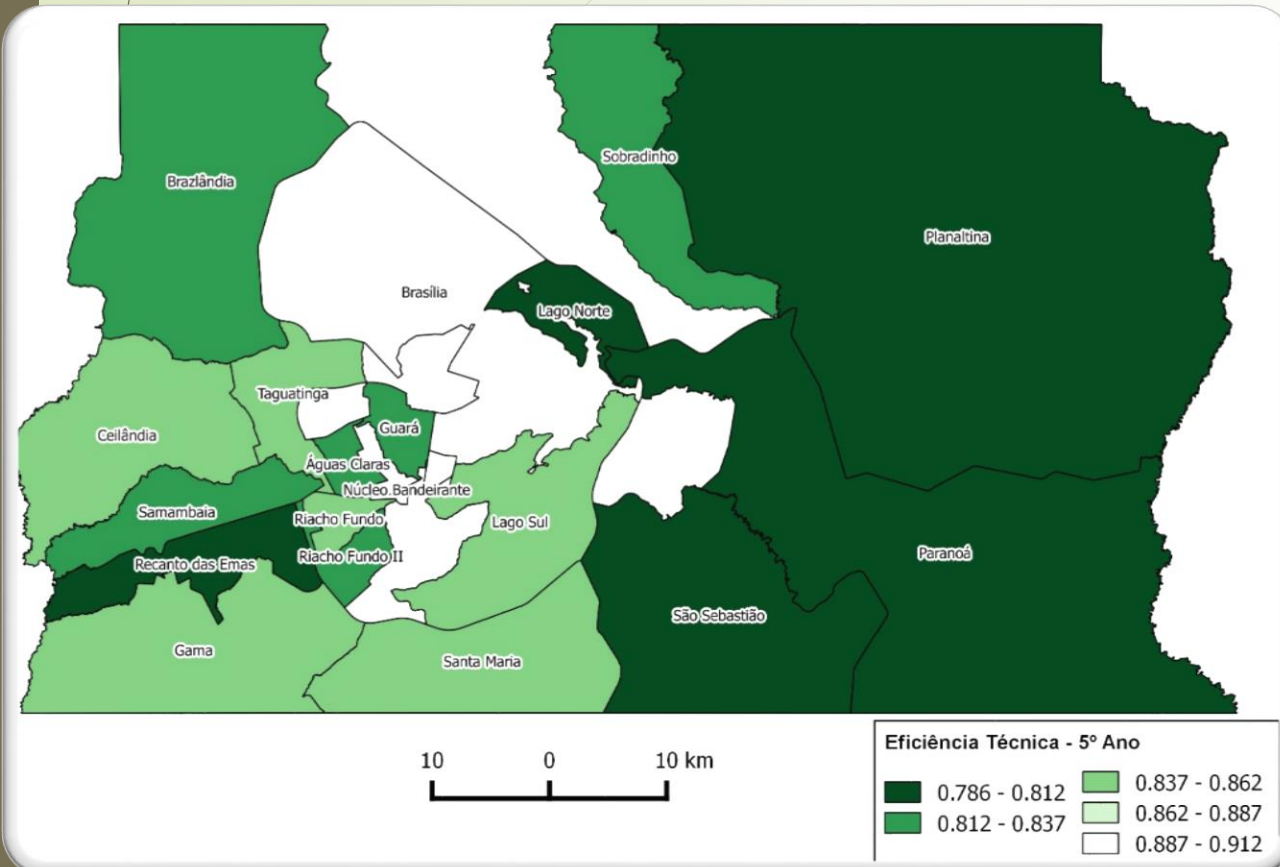 Sobradinho
Brazlândia
Planaltina
Brasília
Lago Norte
Taguatinga
Guará
Ceilândia
Águas Claras
Núcleo Bandeirante
Samambaia
Riacho Fundo
Lago Sul
Riacho Fundo II
Recanto das Emas
Paranoá
São Sebastião
Gama
Santa Maria
10 0 10 km
Eficiência Técnica - 5º Ano
0.786 - 0.812
0.812 - 0.837
0.837 - 0.862
0.862 - 0.887
0.887 - 0.912